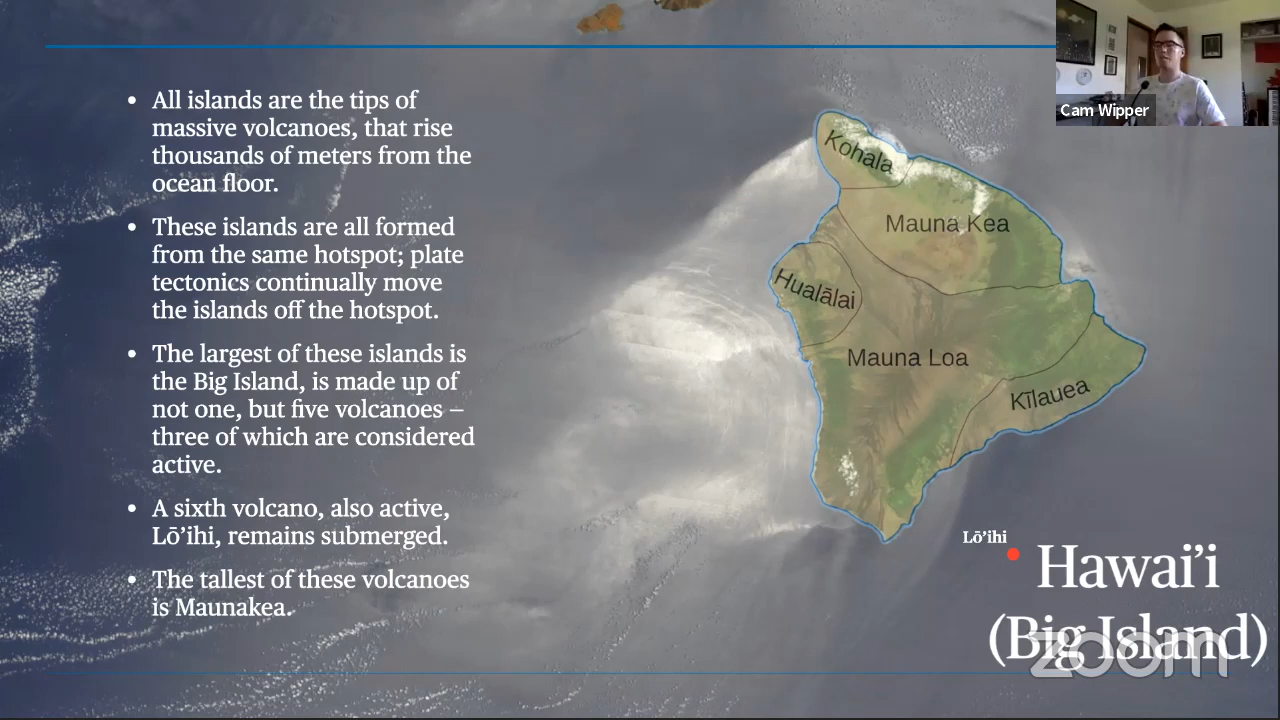 Cam Wipper
• All islands are the tips of
massive volcanoes, that rise
thousands of meters from the
ocean floor.
• These islands are all formed
from the same hotspot; plate
tectonics continually move
the islands off the hotspot.
• The largest of these islands is
the Big Island, is made up of
not one, but five volcanoes –
three of which are considered
active.
• A sixth volcano, also active,
Lō’ihi, remains submerged.
• The tallest of these volcanoes
is Maunakea.
Kohala
Mauna Kea
Hualālai
Mauna Loa
Kīlauea
Lō’ihi
Hawai’i
(Big Island)
zoom